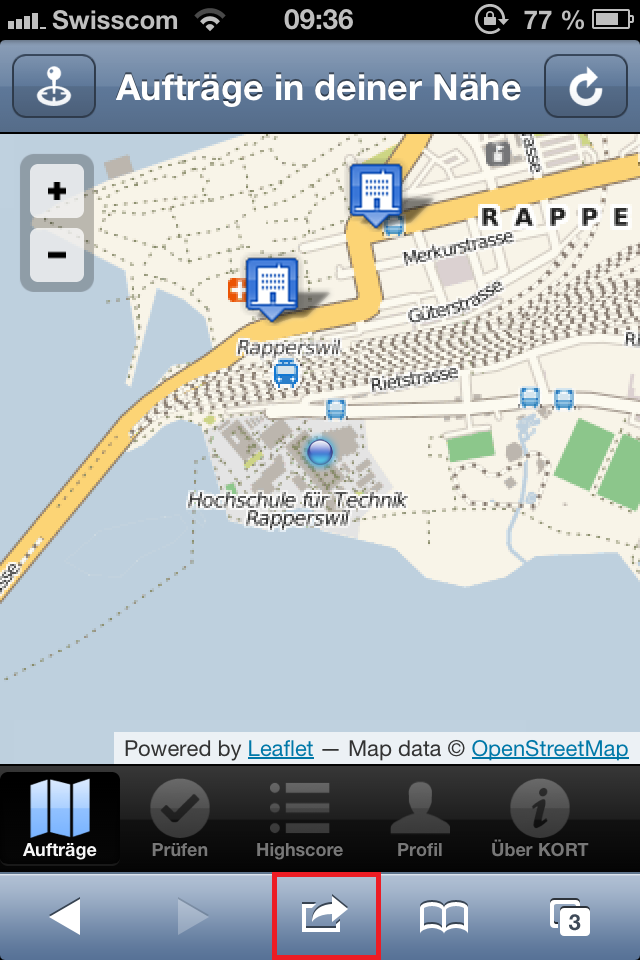 Swisscom 09:36 77 %
Aufträge in deiner Nähe
+
−
RAPPE
Merkurstrasse
Güterstrasse
Rapperswil
Rietstrasse
Hochschule für Technik
Rapperswil
Powered by Leaflet — Map data © OpenStreetMap
Aufträge Prüfen Highscore Profil Über KORT
3